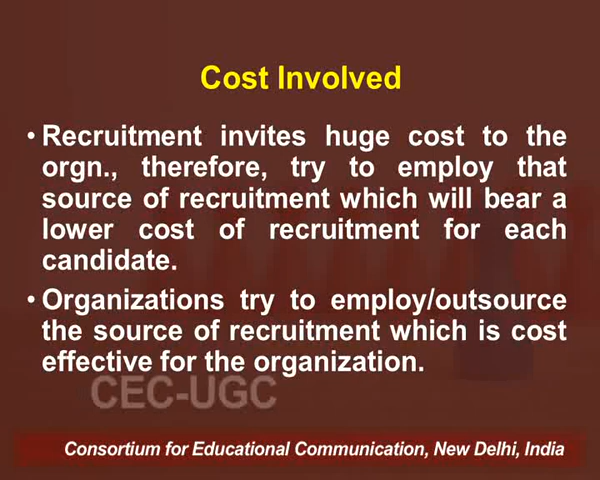 Cost Involved
• Recruitment invites huge cost to the
orgn., therefore, try to employ that
source of recruitment which will bear a
lower cost of recruitment for each
candidate.
• Organizations try to employ/outsource
the source of recruitment which is cost
effective for the organization.
CEC-UGC
Consortium for Educational Communication, New Delhi, India